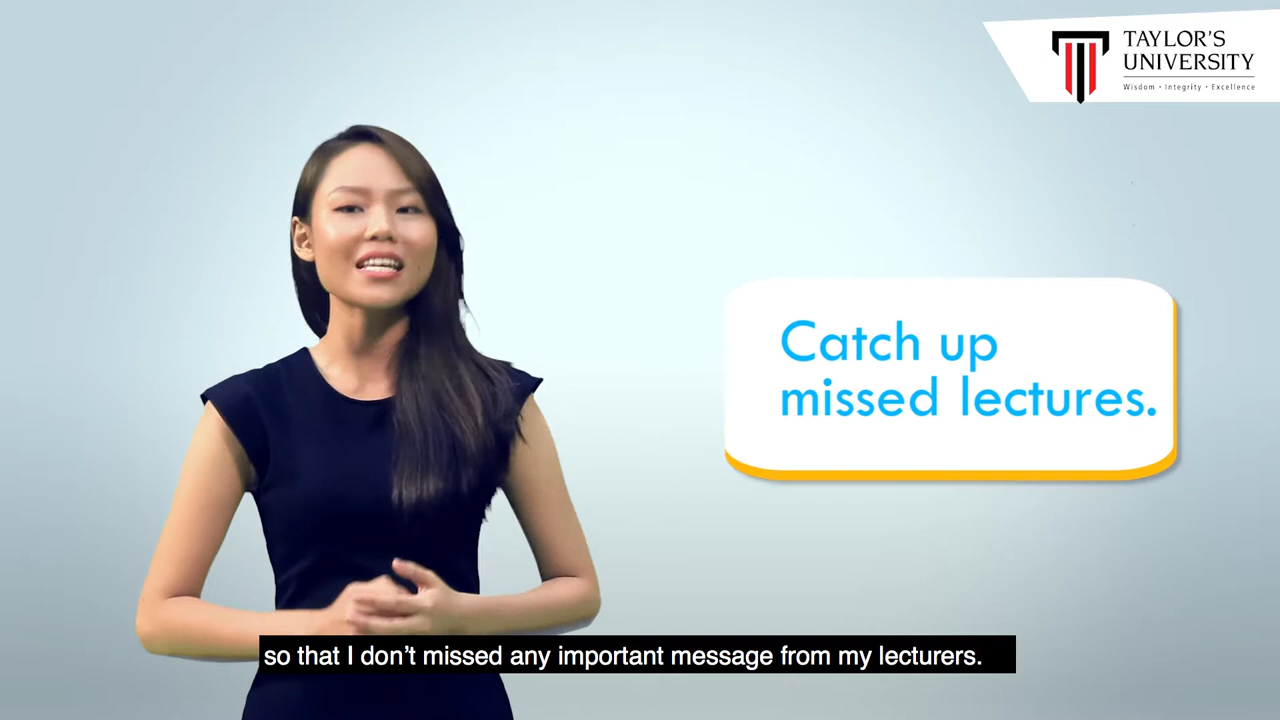 TAYLOR'S
UNIVERSITY
Wisdom • Integrity • Excellence
Catch up
missed lectures.
so that I don't missed any important message from my lecturers.